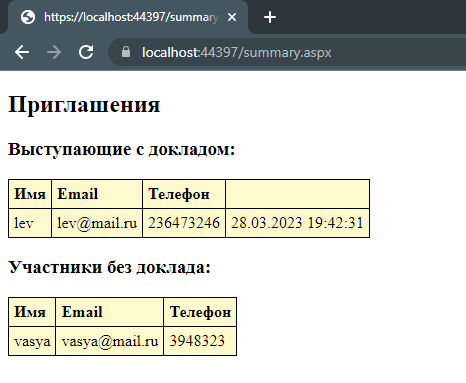 https://localhost:44397/summary
localhost:44397/summary.aspx
Приглашения
Выступающие с докладом:
Имя Email Телефон
lev lev@mail.ru 236473246 28.03.2023 19:42:31
Участники без доклада:
Имя Email Телефон
vasya vasya@mail.ru 3948323